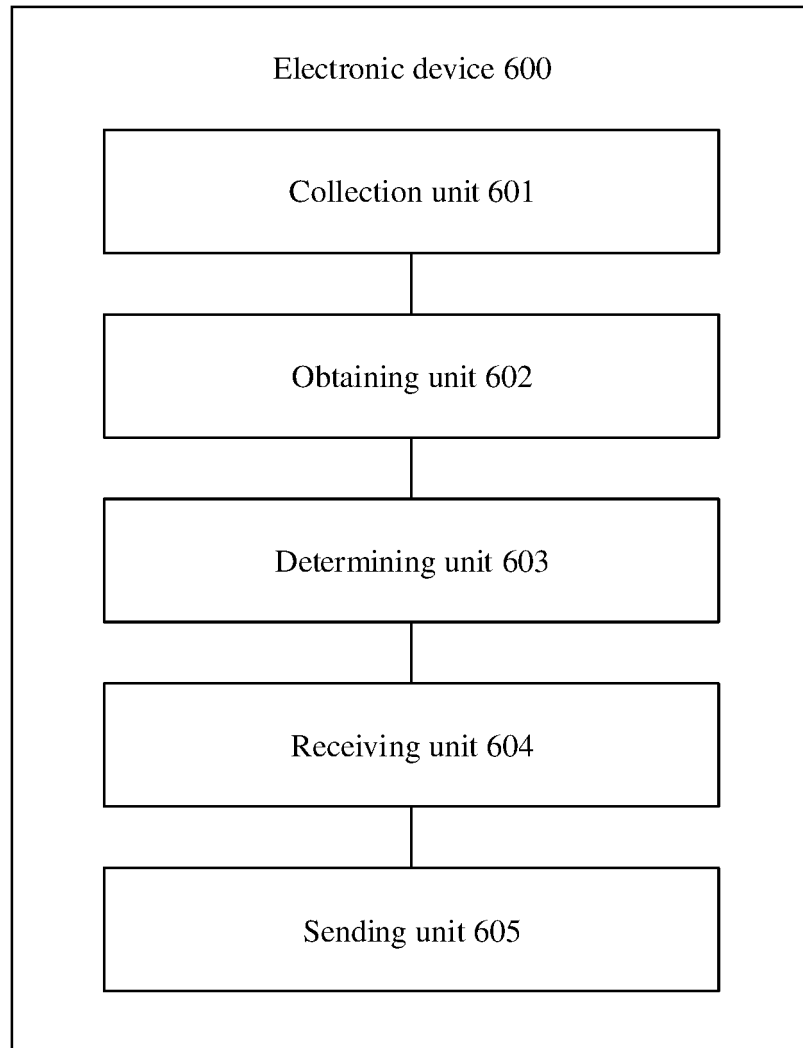 Electronic device 600
Collection unit 601
Obtaining unit 602
Determining unit 603
Receiving unit 604
Sending unit 605